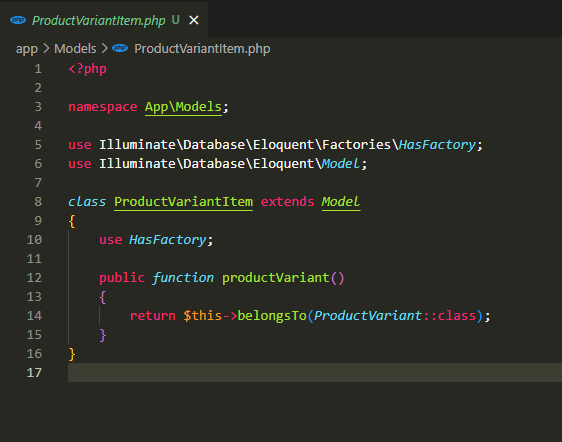 php ProductVariantItem.php U ×
app > Models > php ProductVariantItem.php
1 <?php
2
3 namespace App\Models;
4
5 use Illuminate\Database\Eloquent\Factories\HasFactory;
6 use Illuminate\Database\Eloquent\Model;
7
8 class ProductVariantItem extends Model
9 {
10     use HasFactory;
11
12     public function productVariant()
13     {
14         return $this->belongsTo(ProductVariant::class);
15     }
16 }
17